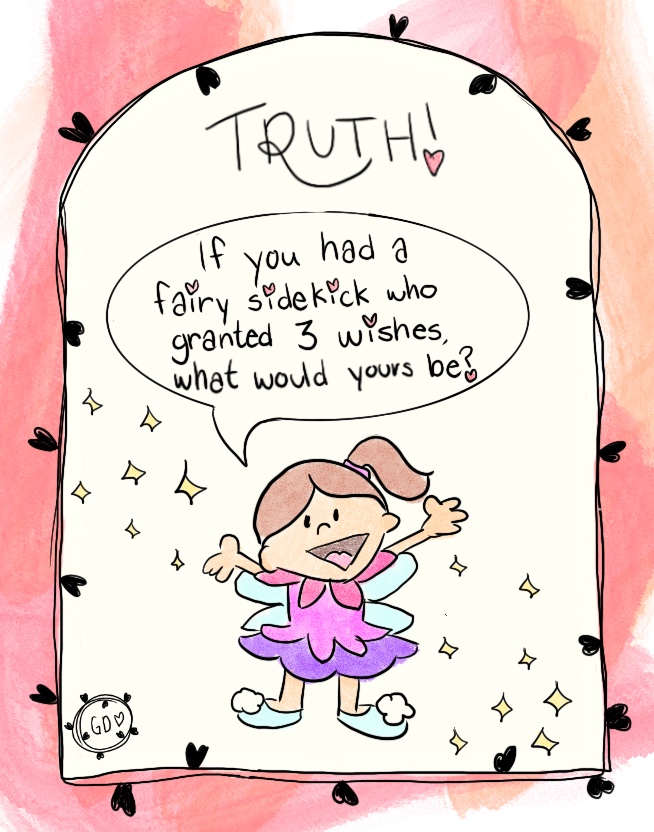 TRUTH!
If you had a
fairy sidekick who
granted 3 wishes,
what would yours be?
GD